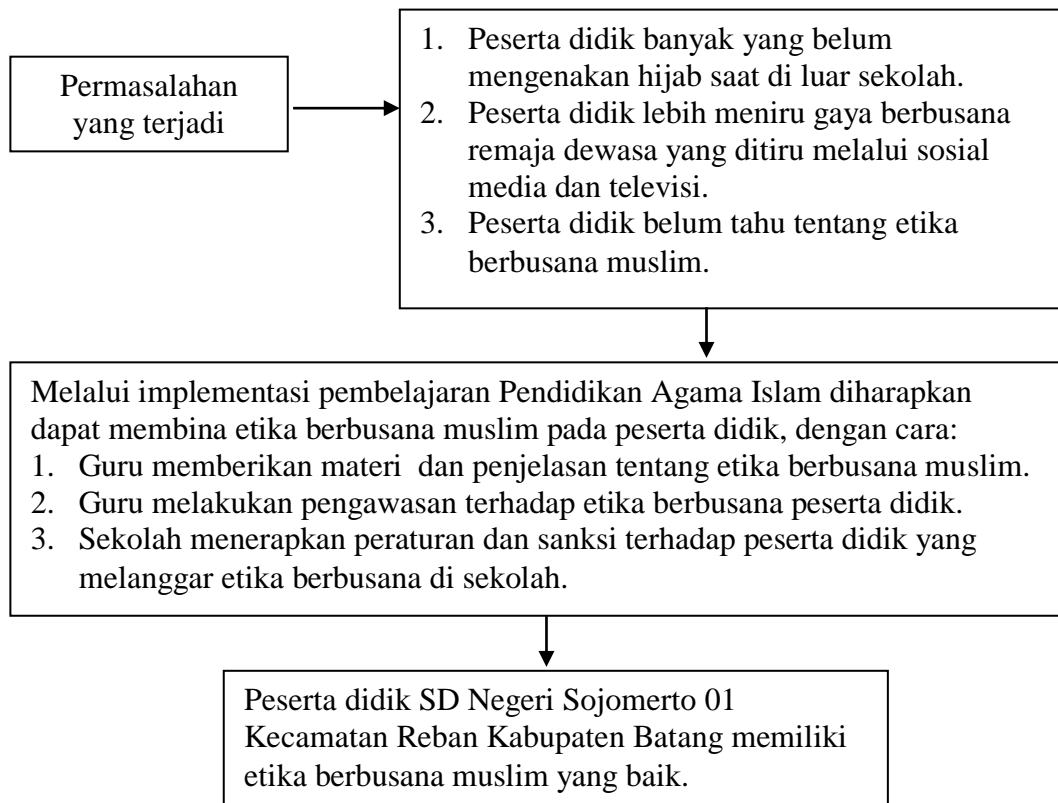 Permasalahan
yang terjadi
1. Peserta didik banyak yang belum
mengenakan hijab saat di luar sekolah.
2. Peserta didik lebih meniru gaya berbusana
remaja dewasa yang ditiru melalui sosial
media dan televisi.
3. Peserta didik belum tahu tentang etika
berbusana muslim.
Melalui implementasi pembelajaran Pendidikan Agama Islam diharapkan
dapat membina etika berbusana muslim pada peserta didik, dengan cara:
1. Guru memberikan materi  dan penjelasan tentang etika berbusana muslim.
2. Guru melakukan pengawasan terhadap etika berbusana peserta didik.
3. Sekolah menerapkan peraturan dan sanksi terhadap peserta didik yang
melanggar etika berbusana di sekolah.
Peserta didik SD Negeri Sojomerto 01
Kecamatan Reban Kabupaten Batang memiliki
etika berbusana muslim yang baik.